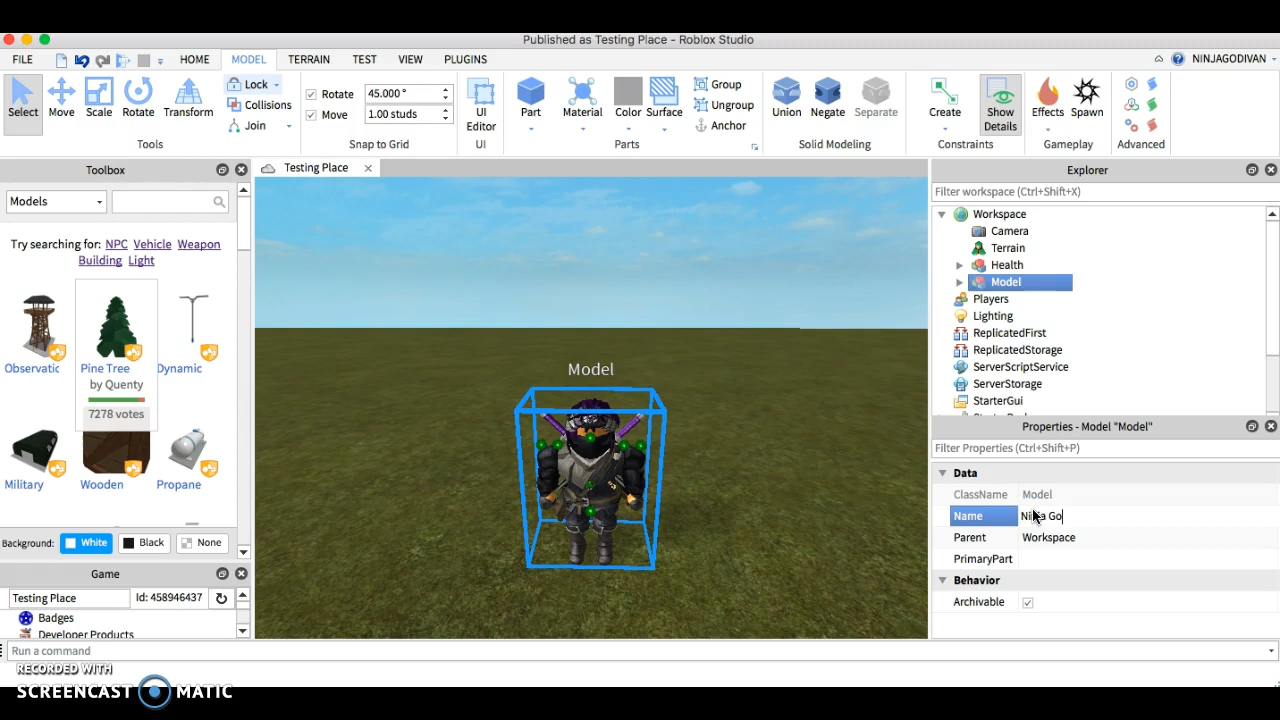 Published as Testing Place - Roblox Studio
FILE HOME MODEL TERRAIN TEST VIEW PLUGINS NINJAGODIVAN
Select Move Scale Rotate Transform
Lock
Collisions
Join
Tools
Rotate 45.000 °
Move 1.00 studs
Snap to Grid
UI
Editor
UI
Part Material Color Surface
Group
Ungroup
Anchor
Parts
Union Negate Separate
Solid Modeling
Create Show
Details
Constraints
Effects Spawn
Gameplay
Advanced
Toolbox
Models
Try searching for: NPC Vehicle Weapon
Building Light
Observatic Pine Tree Dynamic
by Quenty
7278 votes
Military Wooden Propane
Background: White Black None
Game
Testing Place Id: 458946437
Badges
Developer Products
Testing Place
Model
Explorer
Filter workspace (Ctrl+Shift+X)
Workspace
Camera
Terrain
Health
Model
Players
Lighting
ReplicatedFirst
ReplicatedStorage
ServerScriptService
ServerStorage
StarterGui
Properties - Model "Model"
Filter Properties (Ctrl+Shift+P)
Data
ClassName Model
Name Go
Parent Workspace
PrimaryPart
Behavior
Archivable
Run a command
RECORDED WITH
SCREENCAST MATIC